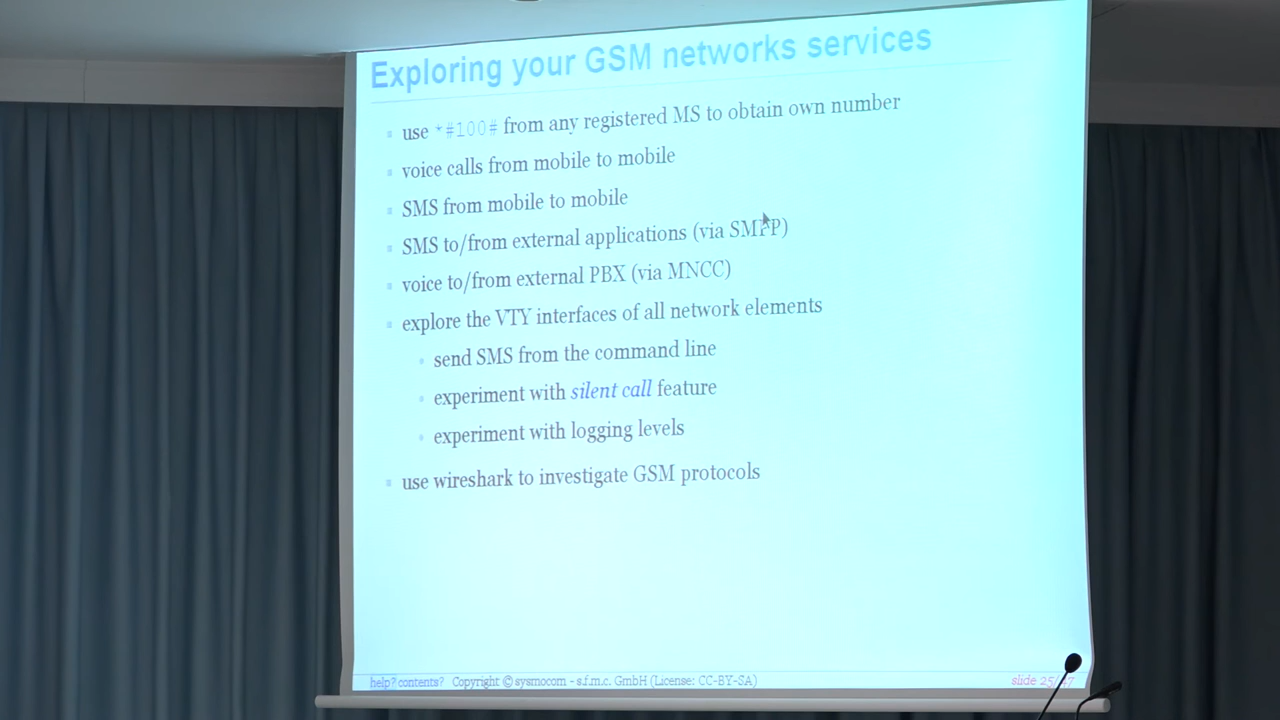 Exploring your GSM networks services
use *#100# from any registered MS to obtain own number
voice calls from mobile to mobile
SMS from mobile to mobile
SMS to/from external applications (via SMPP)
voice to/from external PBX (via MNCC)
explore the VTY interfaces of all network elements
send SMS from the command line
experiment with silent call feature
experiment with logging levels
use wireshark to investigate GSM protocols
help? contents? Copyright © sysmocom - s.f.m.c. GmbH (License: CC-BY-SA)
slide 25/